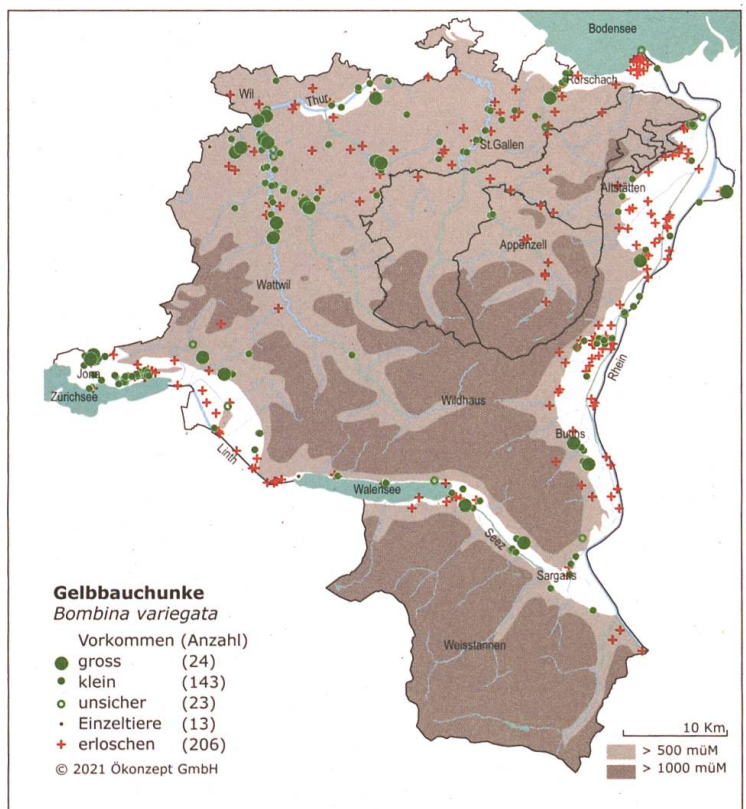 Bodensee
Rorschach
Wil
Thur
St.Gallen
Altstätten
Appenzell
Wattwil
Jona
Zürichsee
Wildhaus
Rhein
Linth
Buchs
Walensee
Seez
Sargans
Weisstannen
Gelbbauchunke
Bombina variegata
Vorkommen (Anzahl)
gross (24)
klein (143)
unsicher (23)
Einzeltiere (13)
erloschen (206)
© 2021 Ökonzept GmbH
10 Km
> 500 müM
> 1000 müM